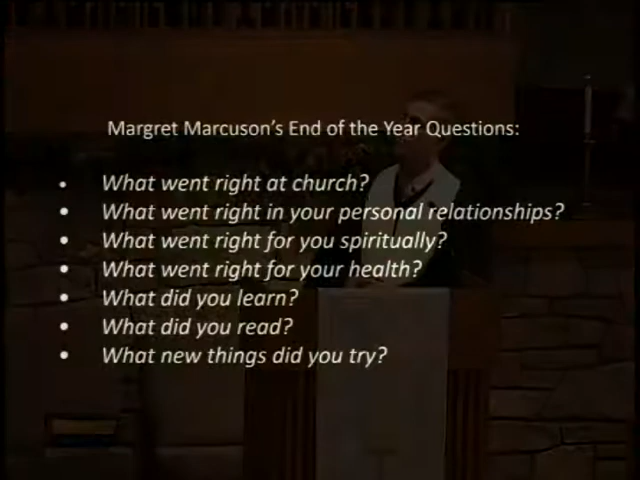 Margret Marcuson's End of the Year Questions:
• What went right at church?
• What went right in your personal relationships?
• What went right for you spiritually?
• What went right for your health?
• What did you learn?
• What did you read?
• What new things did you try?